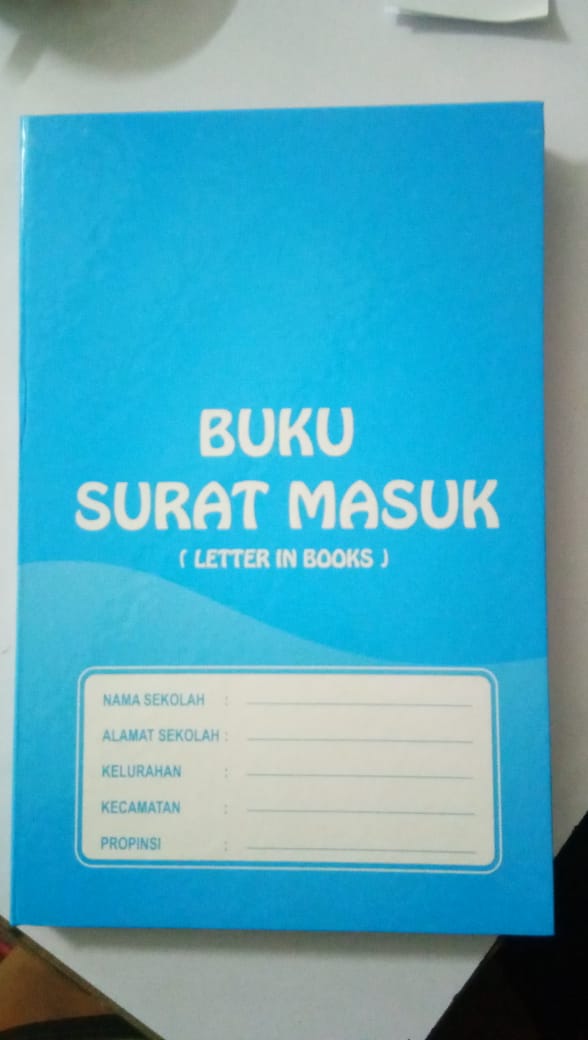 BUKU
SURAT MASUK
( LETTER IN BOOKS )
NAMA SEKOLAH :
ALAMAT SEKOLAH :
KELURAHAN :
KECAMATAN :
PROPINSI :